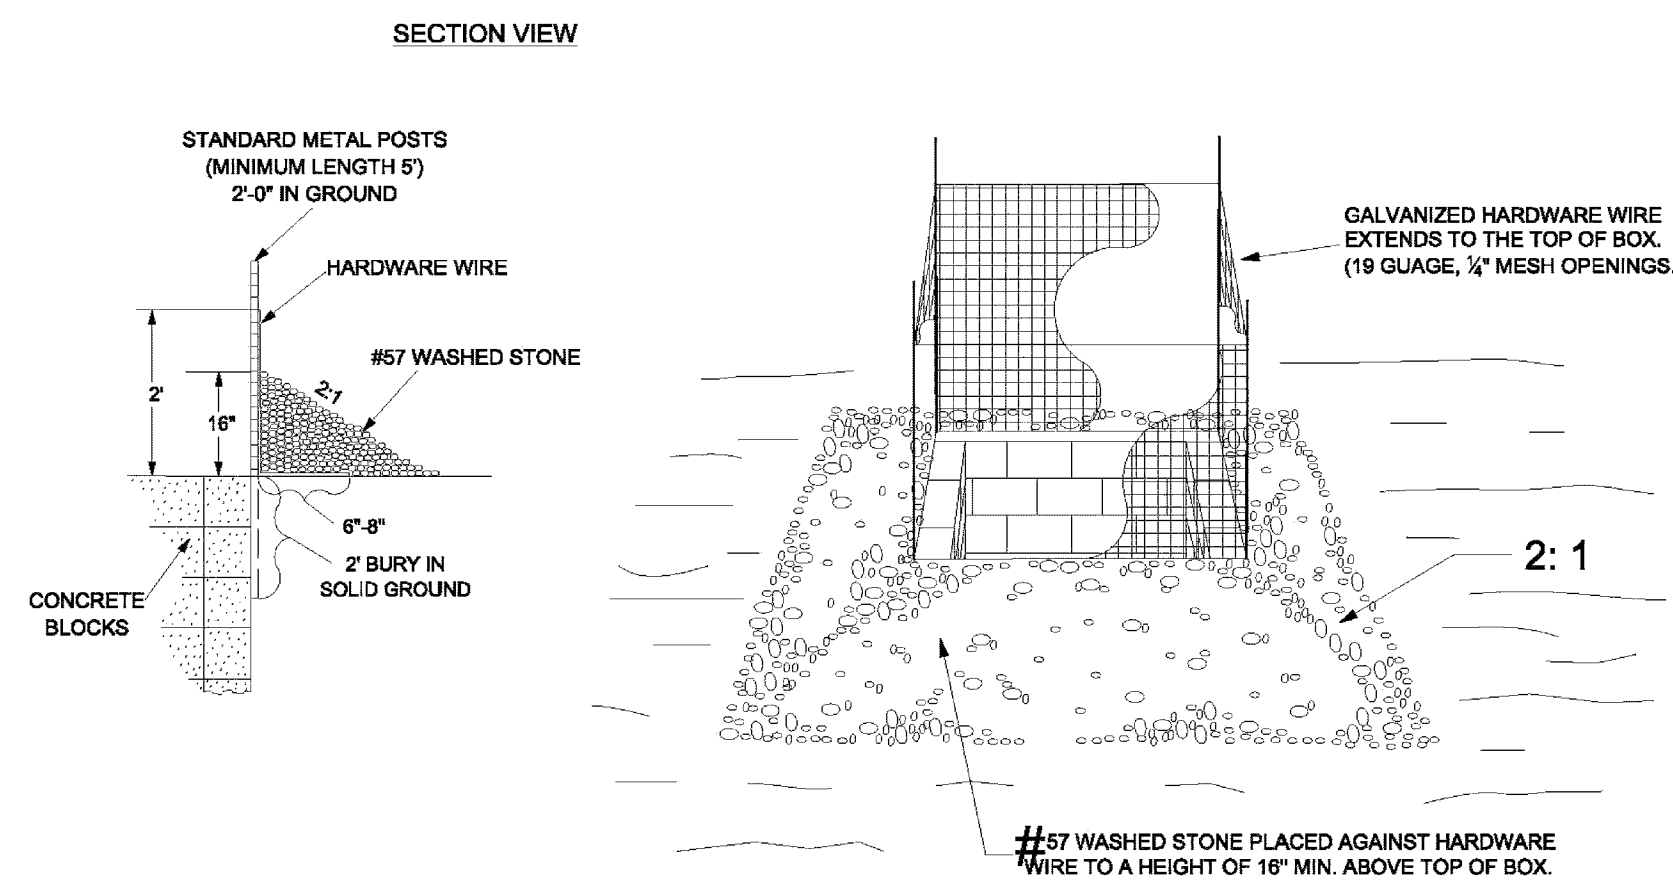 SECTION VIEW
STANDARD METAL POSTS
(MINIMUM LENGTH 5')
2'-0" IN GROUND
HARDWARE WIRE
#57 WASHED STONE
2:1
2'
16"
6"-8"
2' BURY IN
SOLID GROUND
CONCRETE
BLOCKS
GALVANIZED HARDWARE WIRE
EXTENDS TO THE TOP OF BOX.
(19 GUAGE, ¼" MESH OPENINGS.
2: 1
#57 WASHED STONE PLACED AGAINST HARDWARE
WIRE TO A HEIGHT OF 16" MIN. ABOVE TOP OF BOX.